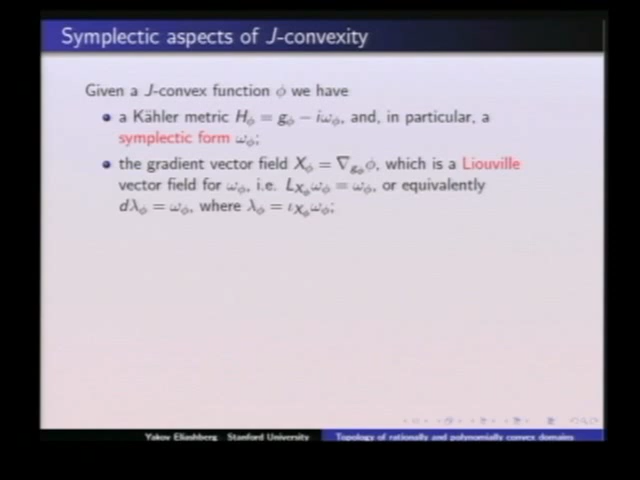 Symplectic aspects of J-convexity
Given a J-convex function ϕ we have
a Kähler metric H_ϕ = g_ϕ − iω_ϕ, and, in particular, a
symplectic form ω_ϕ;
the gradient vector field X_ϕ = ∇_{g_ϕ}ϕ, which is a Liouville
vector field for ω_ϕ, i.e. L_{X_ϕ}ω_ϕ = ω_ϕ, or equivalently
dλ_ϕ = ω_ϕ, where λ_ϕ = ι_{X_ϕ}ω_ϕ;
Yakov Eliashberg Stanford University Topology of rationally and polynomially convex domains